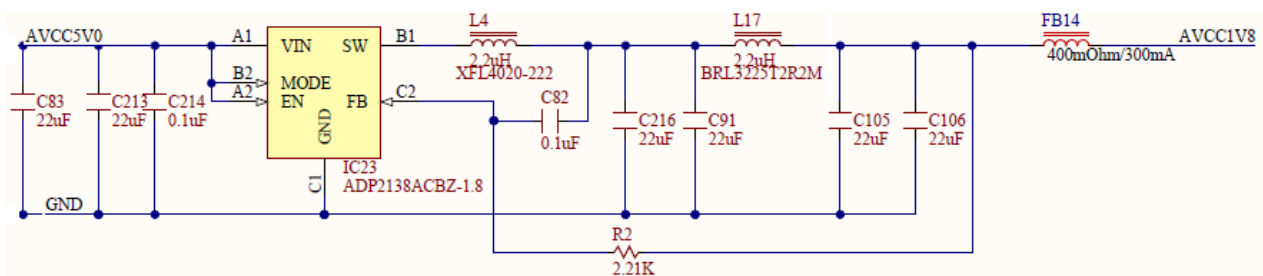 L4
L17
FB14
AVCC5V0
A1
VIN
SW
B1
AVCC1V8
2.2uH
XFL4020-222
2.2uH
BRL3225T2R2M
400mOhm/300mA
B2
MODE
A2
EN
FB
C2
GND
C83
22uF
C213
22uF
C214
0.1uF
C82
0.1uF
C216
22uF
C91
22uF
C105
22uF
C106
22uF
C1
IC23
ADP2138ACBZ-1.8
GND
R2
2.21K